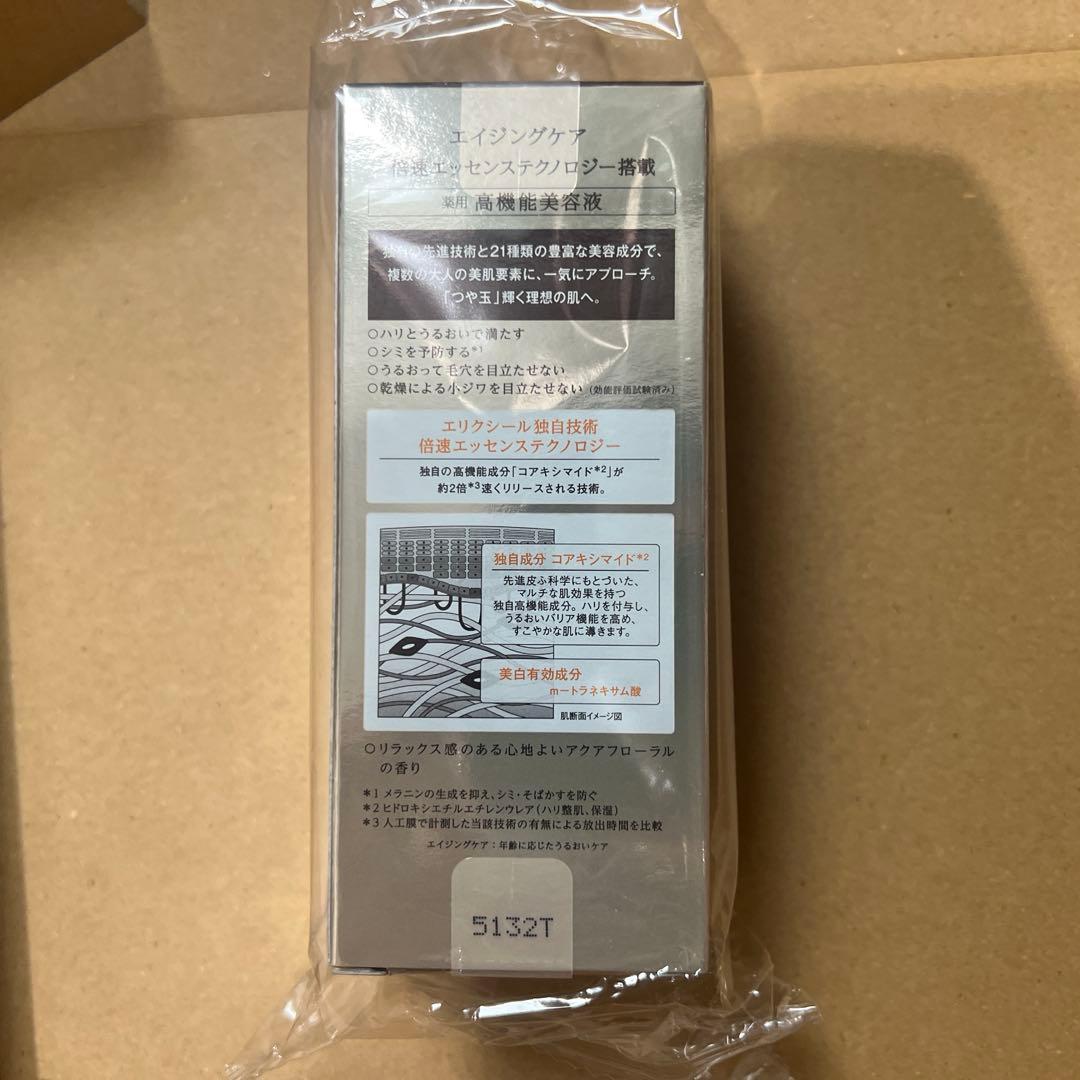 エイジングケア
倍速エッセンステクノロジー搭載
薬用 高機能美容液
独自の先進技術と21種類の豊富な美容成分で、
複数の大人の美肌要素に、一気にアプローチ。
「つや玉」輝く理想の肌へ。
○ハリとうるおいで満たす
○シミを予防する*1
○うるおって毛穴を目立たせない
○乾燥による小ジワを目立たせない（効能評価試験済み）
エリクシール独自技術
倍速エッセンステクノロジー
独自の高機能成分「コアキシマイド*2」が
約2倍*3速くリリースされる技術。
独自成分 コアキシマイド*2
先進皮ふ科学にもとづいた、
マルチな肌効果を持つ
独自高機能成分。ハリを付与し、
うるおいバリア機能を高め、
すこやかな肌に導きます。
美白有効成分
m－トラネキサム酸
肌断面イメージ図
○リラックス感のある心地よいアクアフローラル
の香り
*1 メラニンの生成を抑え、シミ・そばかすを防ぐ
*2 ヒドロキシエチルエチレンウレア（ハリ整肌、保湿）
*3 人工膜で計測した当該技術の有無による放出時間を比較
エイジングケア：年齢に応じたうるおいケア
5132T